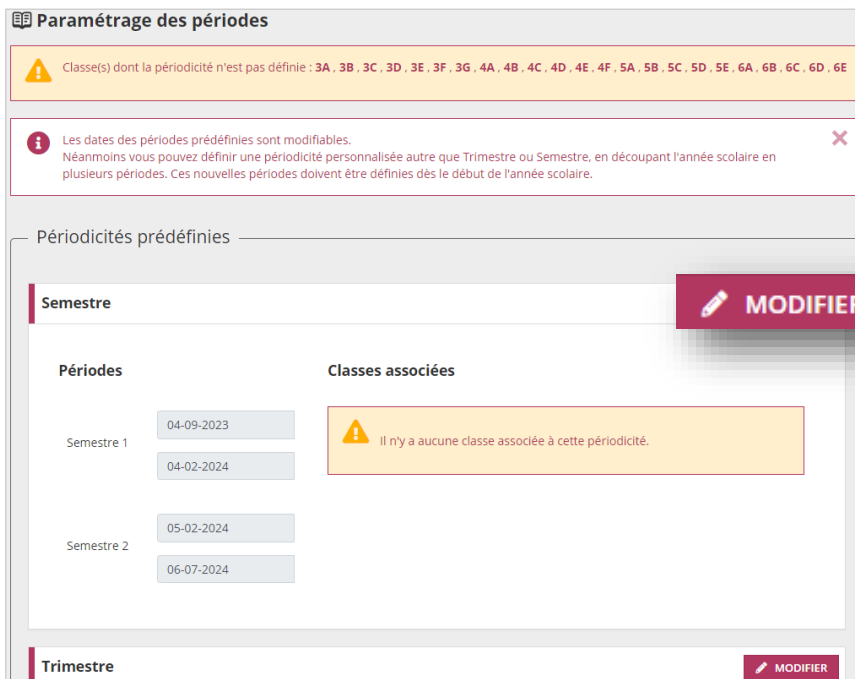 Paramétrage des périodes
Classe(s) dont la périodicité n'est pas définie : 3A , 3B , 3C , 3D , 3E , 3F , 3G , 4A , 4B , 4C , 4D , 4E , 4F , 5A , 5B , 5C , 5D , 5E , 6A , 6B , 6C , 6D , 6E
Les dates des périodes prédéfinies sont modifiables.
Néanmoins vous pouvez définir une périodicité personnalisée autre que Trimestre ou Semestre, en découpant l'année scolaire en
plusieurs périodes. Ces nouvelles périodes doivent être définies dès le début de l'année scolaire.
Périodicités prédéfinies
Semestre
MODIFIER
Périodes
Classes associées
Semestre 1
04-09-2023
04-02-2024
Il n'y a aucune classe associée à cette périodicité.
Semestre 2
05-02-2024
06-07-2024
Trimestre
MODIFIER